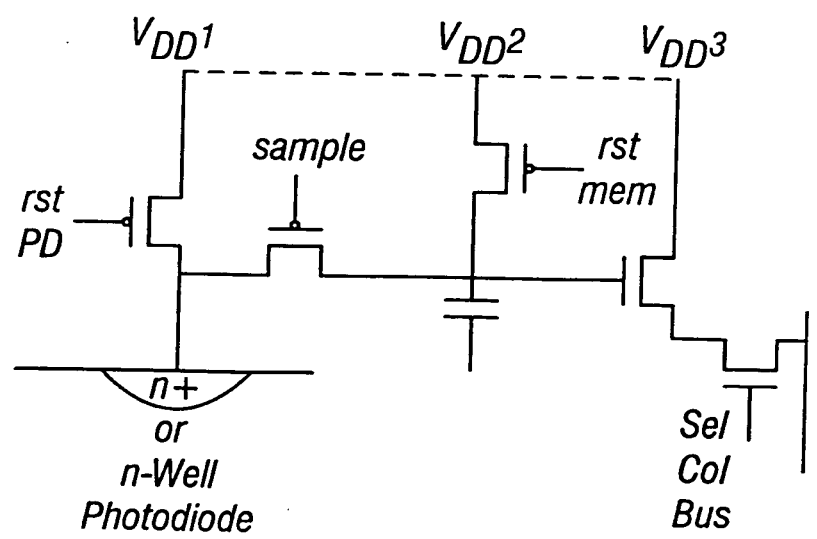 VDD1
VDD2
VDD3
sample
rst
mem
rst
PD
n+
or
n-Well
Photodiode
Sel
Col
Bus